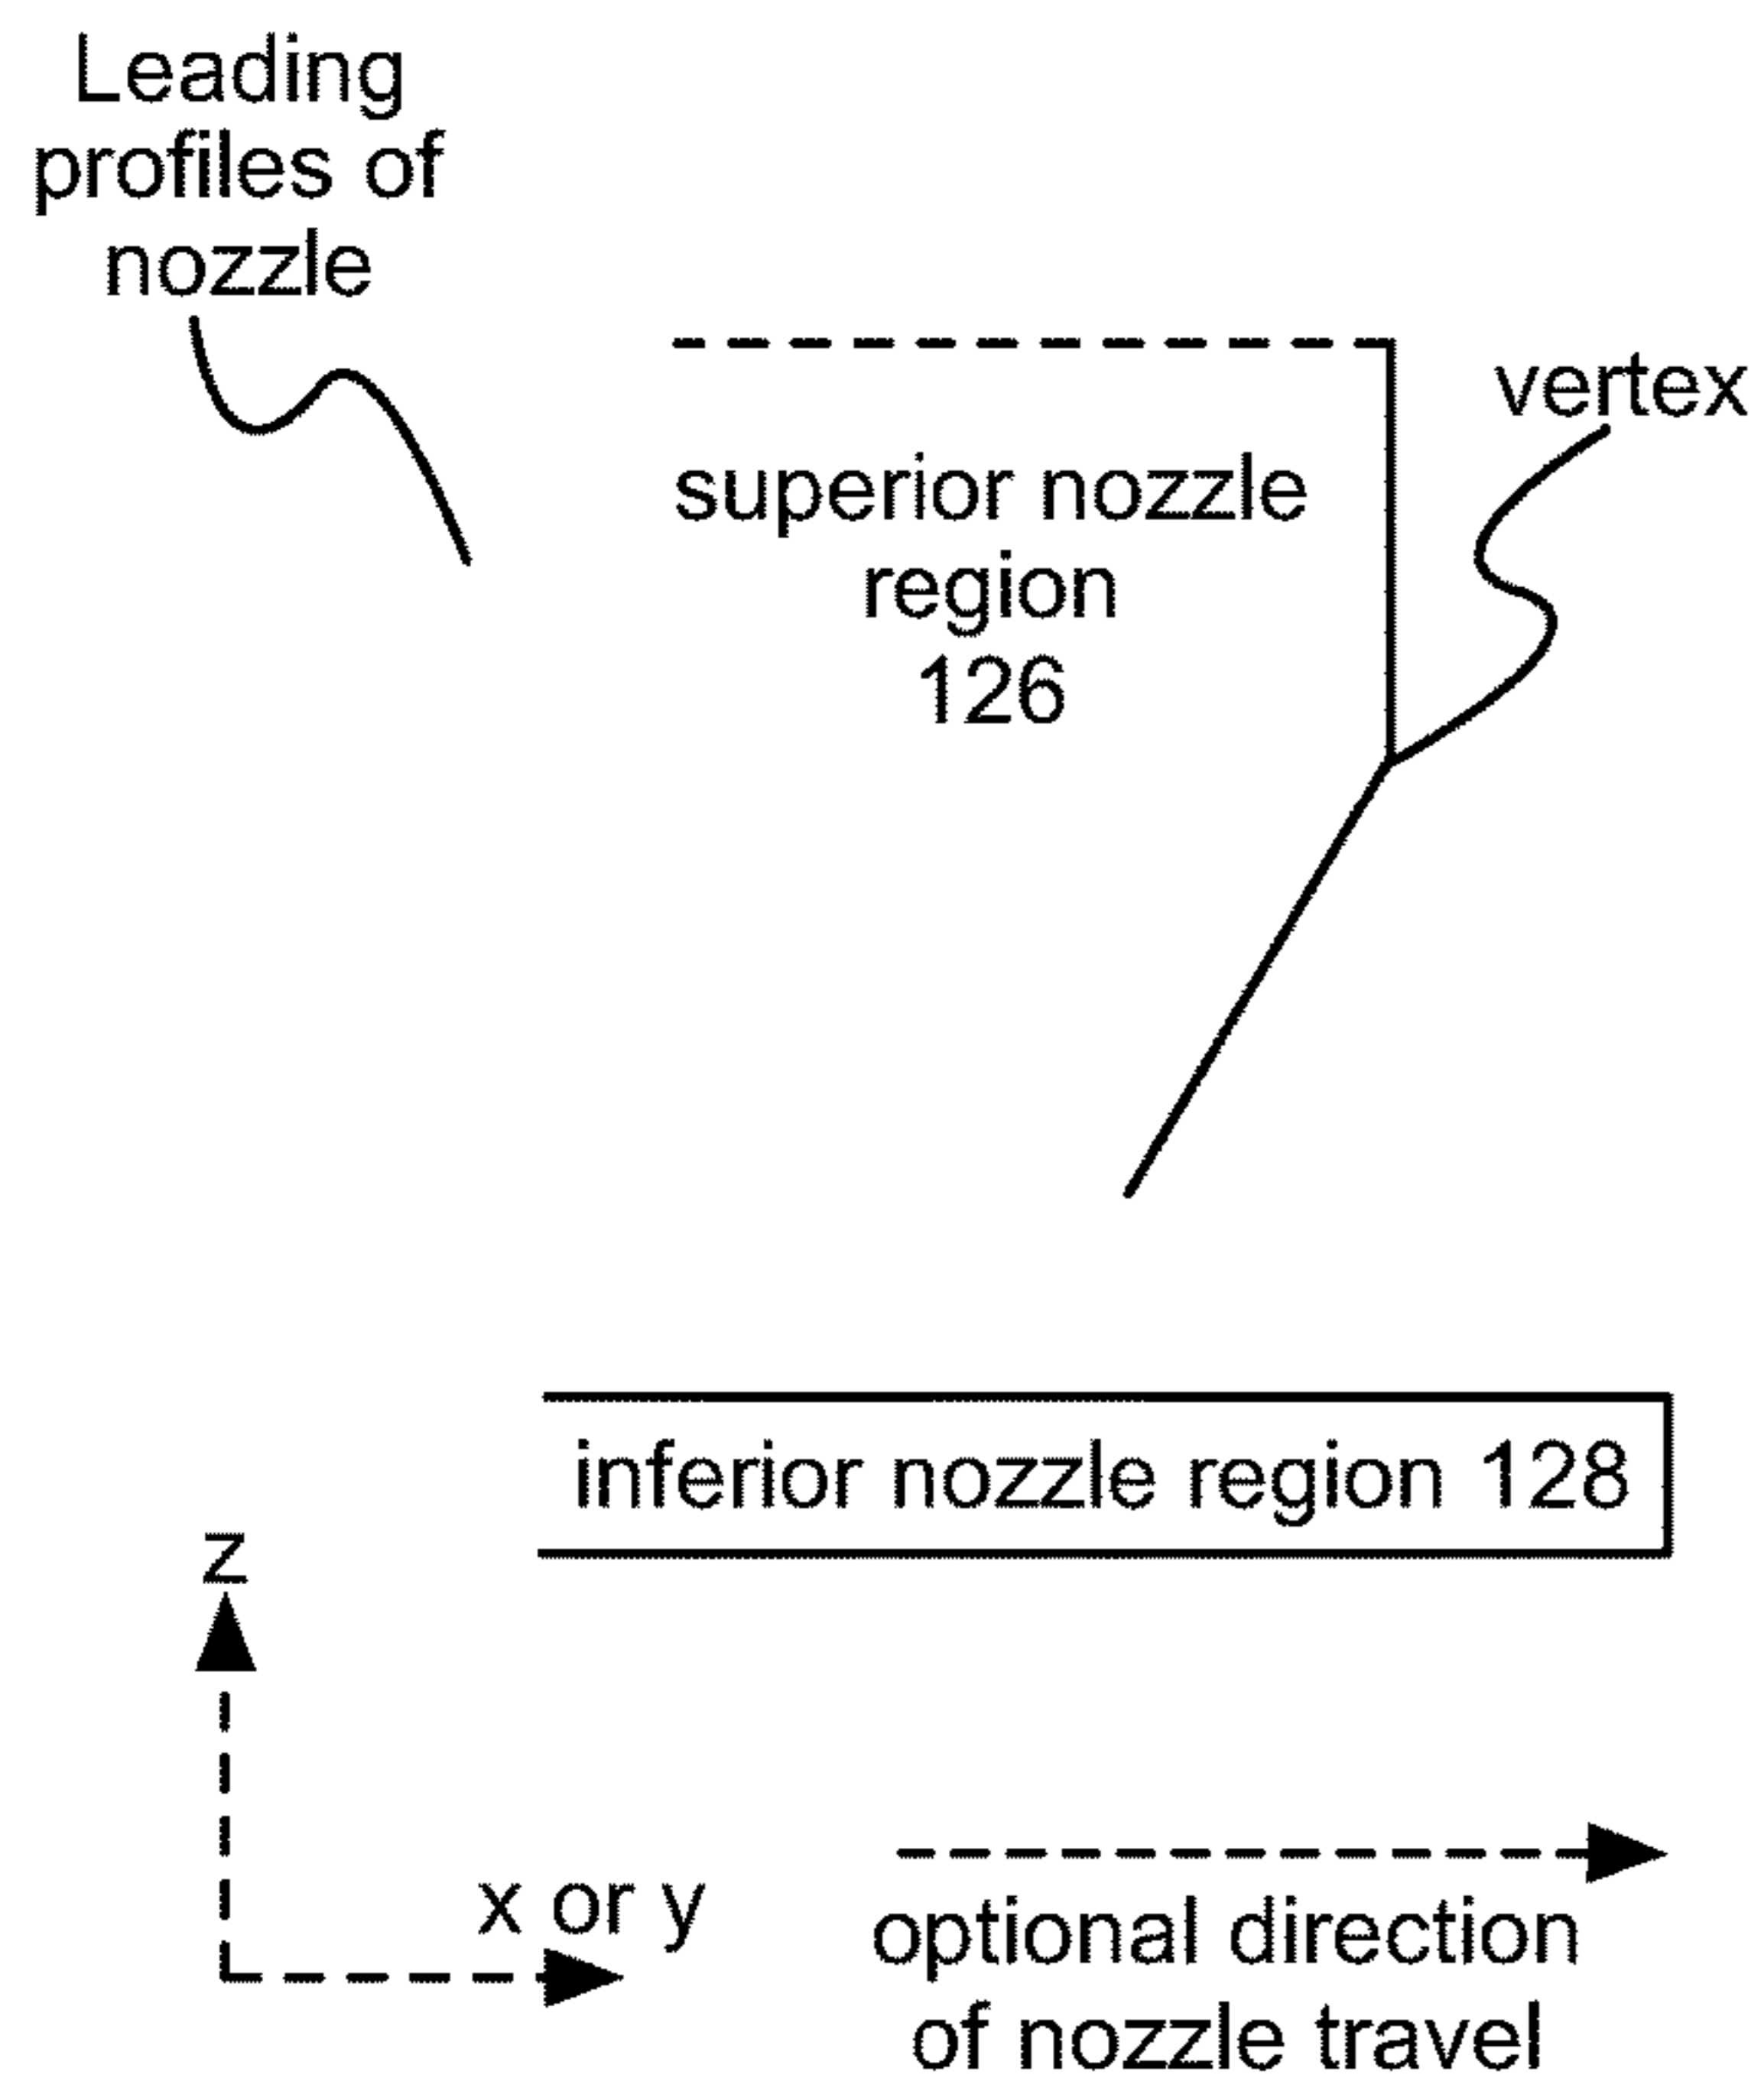 Leading
profiles of
nozzle
vertex
superior nozzle
region
126
inferior nozzle region 128
z
x or y
optional direction
of nozzle travel